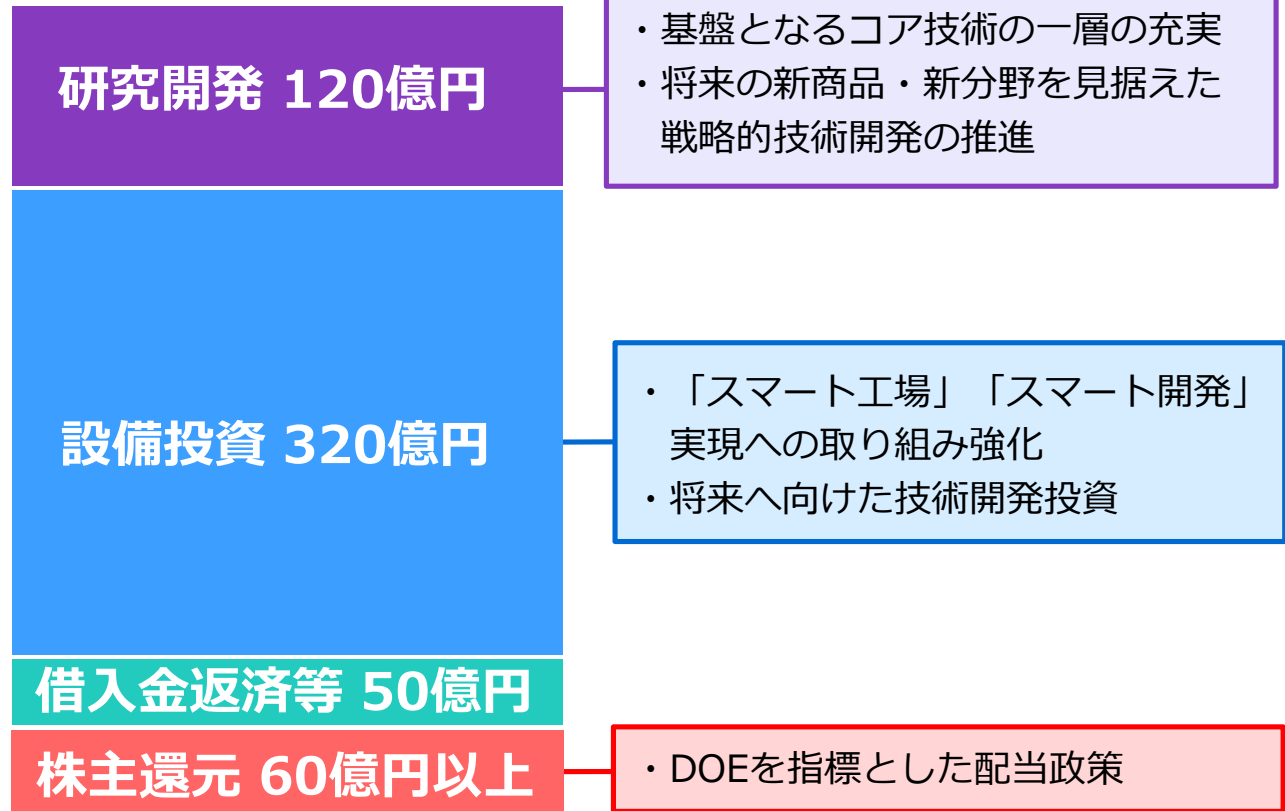 研究開発 120億円
・基盤となるコア技術の一層の充実
・将来の新商品・新分野を見据えた
戦略的技術開発の推進
設備投資 320億円
・「スマート工場」「スマート開発」
実現への取り組み強化
・将来へ向けた技術開発投資
借入金返済等 50億円
株主還元 60億円以上
・DOEを指標とした配当政策